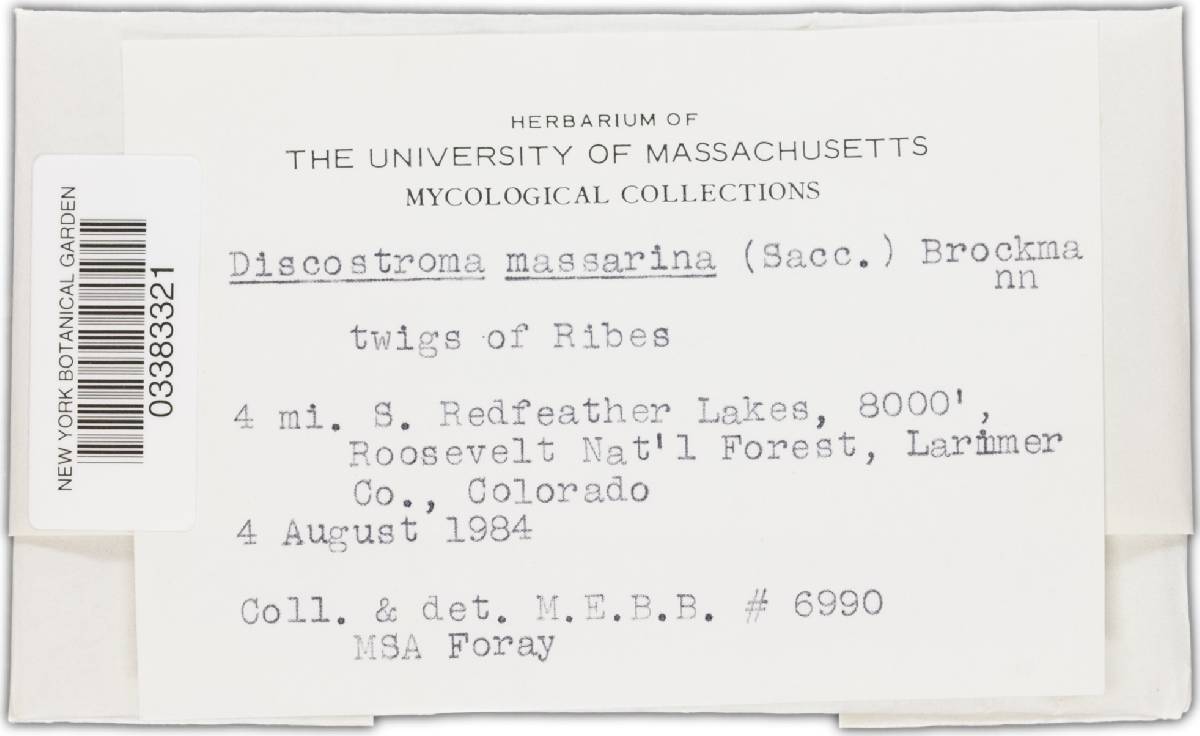 HERBARIUM OF
THE UNIVERSITY OF MASSACHUSETTS
MYCOLOGICAL COLLECTIONS
Discostroma massarina (Sacc.) Brockma
nn
twigs of Ribes
4 mi. S. Redfeather Lakes, 8000',
Roosevelt Nat'l Forest, Larimmer
Co., Colorado
4 August 1984
Coll. & det. M.E.B.B. # 6990
MSA Foray
NEW YORK BOTANICAL GARDEN
03383321